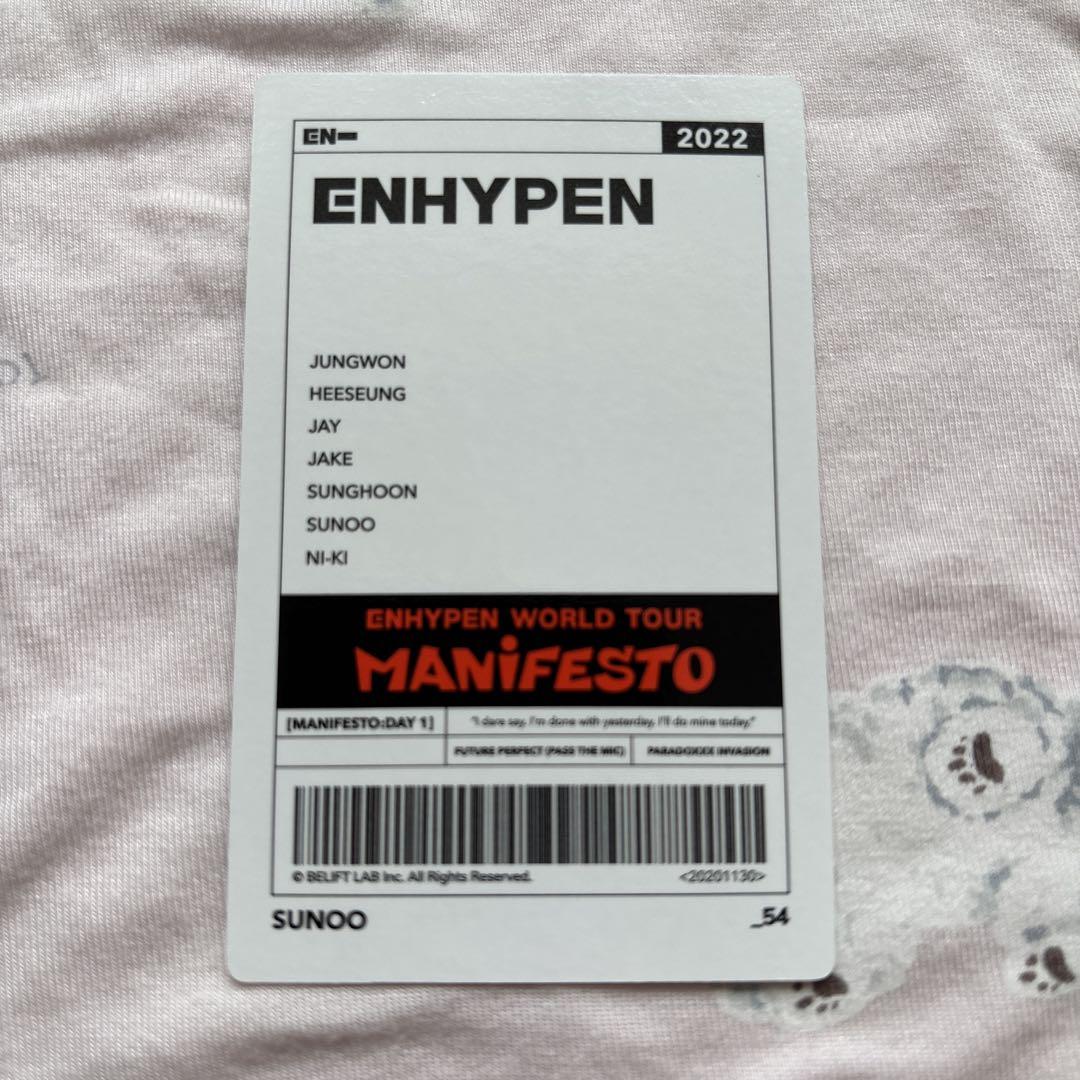 EN-
2022
ENHYPEN
JUNGWON
HEESEUNG
JAY
JAKE
SUNGHOON
SUNOO
NI-KI
ENHYPEN WORLD TOUR
MANiFESTO
[MANIFESTO:DAY 1]
"I dare say, I'm done with yesterday, I'll do mine today."
FUTURE PERFECT (PASS THE MIC)
PARADOXXX INVASION
© BELIFT LAB Inc. All Rights Reserved.
<20201130>
SUNOO
_54